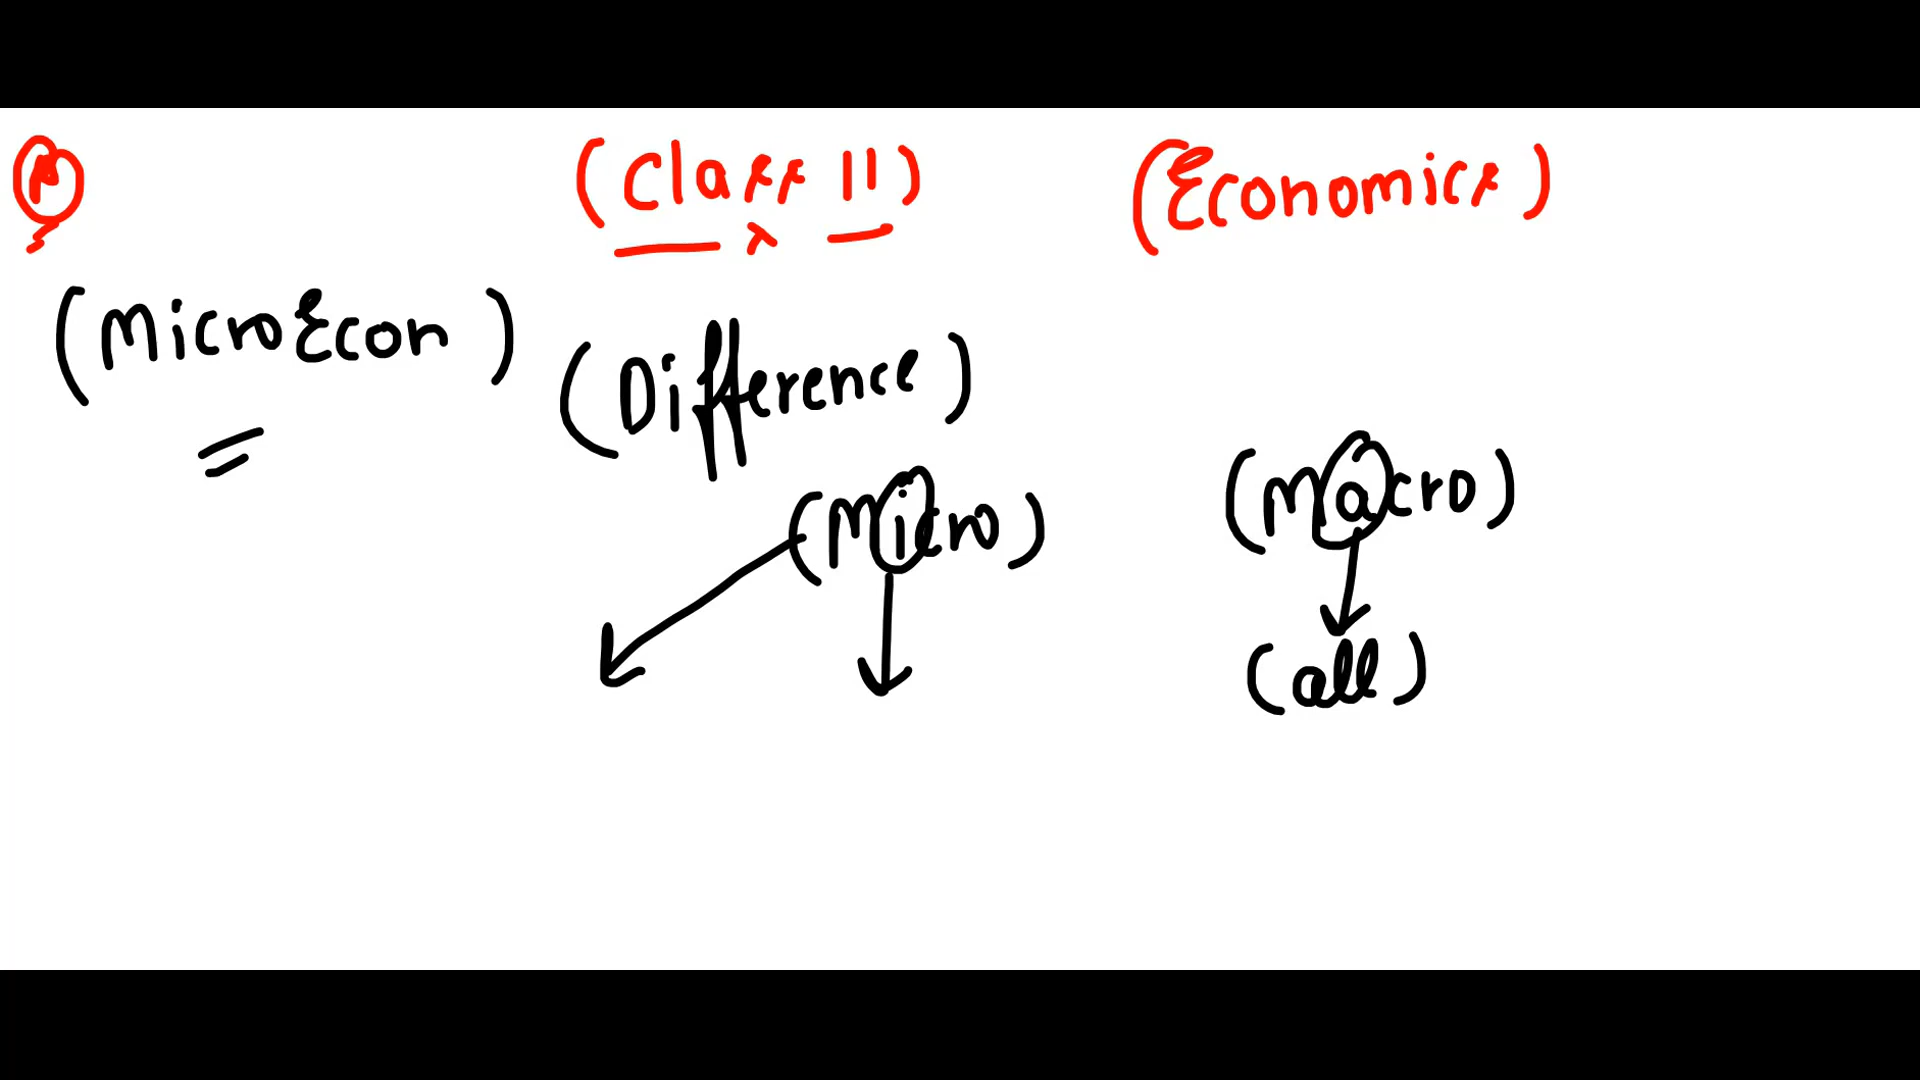 (Class 11) (Economics)
(MicroEcon)
(Difference)
(Micro) (Macro)
(all)